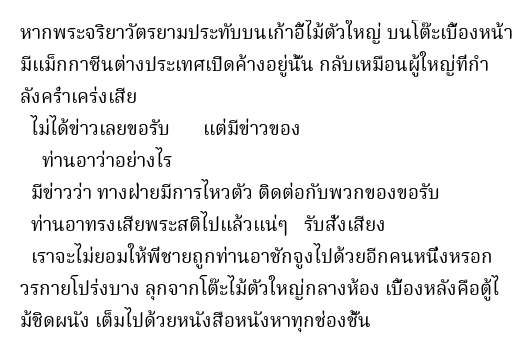 หากพระจริยาวัตรยามประทับบนเก้าอี้ไม้ตัวใหญ่ บนโต๊ะเบื้องหน้า
มีแม็กกาซีนต่างประเทศเปิดค้างอยู่นั้น กลับเหมือนผู้ใหญ่ที่กำ
ลังคร่ำเคร่งเสีย
ไม่ได้ข่าวเลยขอรับ แต่มีข่าวของ
ท่านอาว่าอย่างไร
มีข่าวว่า ทางฝ่ายมีการไหวตัว ติดต่อกับพวกของขอรับ
ท่านอาทรงเสียพระสติไปแล้วแน่ๆ รับสั่งเสียง
เราจะไม่ยอมให้พี่ชายถูกท่านอาชักจูงไปด้วยอีกคนหนึ่งหรอก
วรกายโปร่งบาง ลุกจากโต๊ะไม้ตัวใหญ่กลางห้อง เบื้องหลังคือตู้ไ
ม้ชิดผนัง เต็มไปด้วยหนังสือหนังหาทุกช่องชั้น